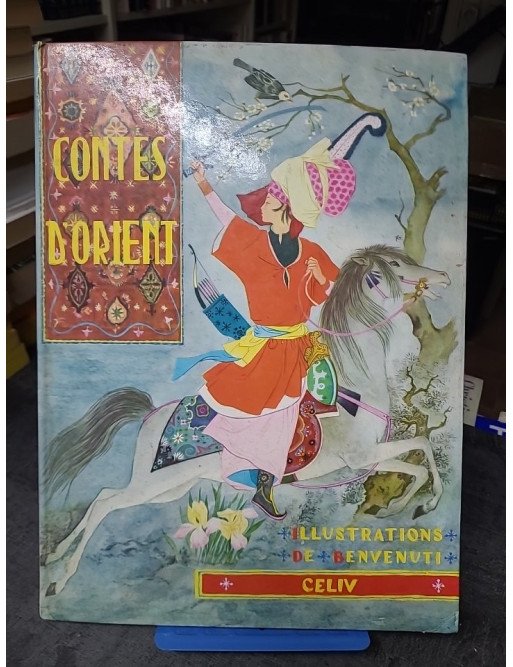 CONTES
D'ORIENT
ILLUSTRATIONS
DE BENVENUTI
CELIV